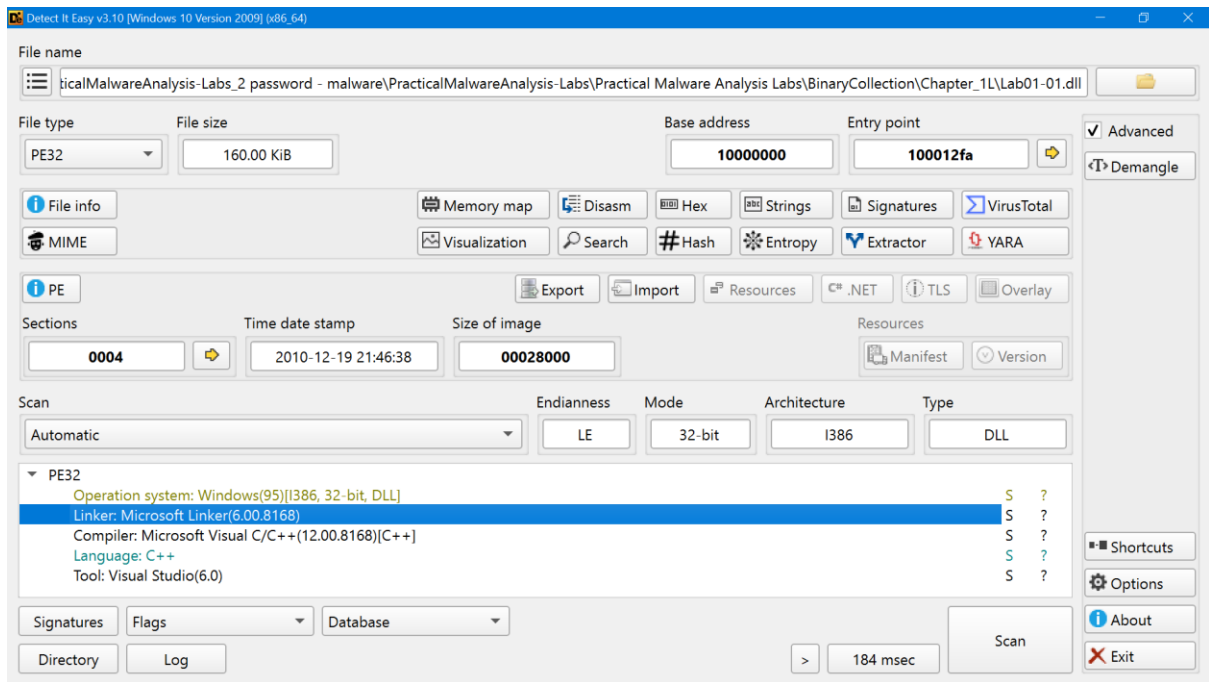 Detect It Easy v3.10 [Windows 10 Version 2009] (x86_64)
File name
ticalMalwareAnalysis-Labs_2 password - malware\PracticalMalwareAnalysis-Labs\Practical Malware Analysis Labs\BinaryCollection\Chapter_1L\Lab01-01.dll
File type File size Base address Entry point
PE32 160.00 KiB 10000000 100012fa
Advanced
<T> Demangle
File info Memory map Disasm Hex Strings Signatures VirusTotal
MIME Visualization Search Hash Entropy Extractor YARA
PE Export Import Resources C# .NET TLS Overlay
Sections Time date stamp Size of image Resources
0004 2010-12-19 21:46:38 00028000 Manifest Version
Scan Endianness Mode Architecture Type
Automatic LE 32-bit I386 DLL
PE32
Operation system: Windows(95)[I386, 32-bit, DLL] S ?
Linker: Microsoft Linker(6.00.8168) S ?
Compiler: Microsoft Visual C/C++(12.00.8168)[C++] S ?
Language: C++ S ?
Tool: Visual Studio(6.0) S ?
Shortcuts
Options
Signatures Flags Database Scan About
Directory Log > 184 msec Exit